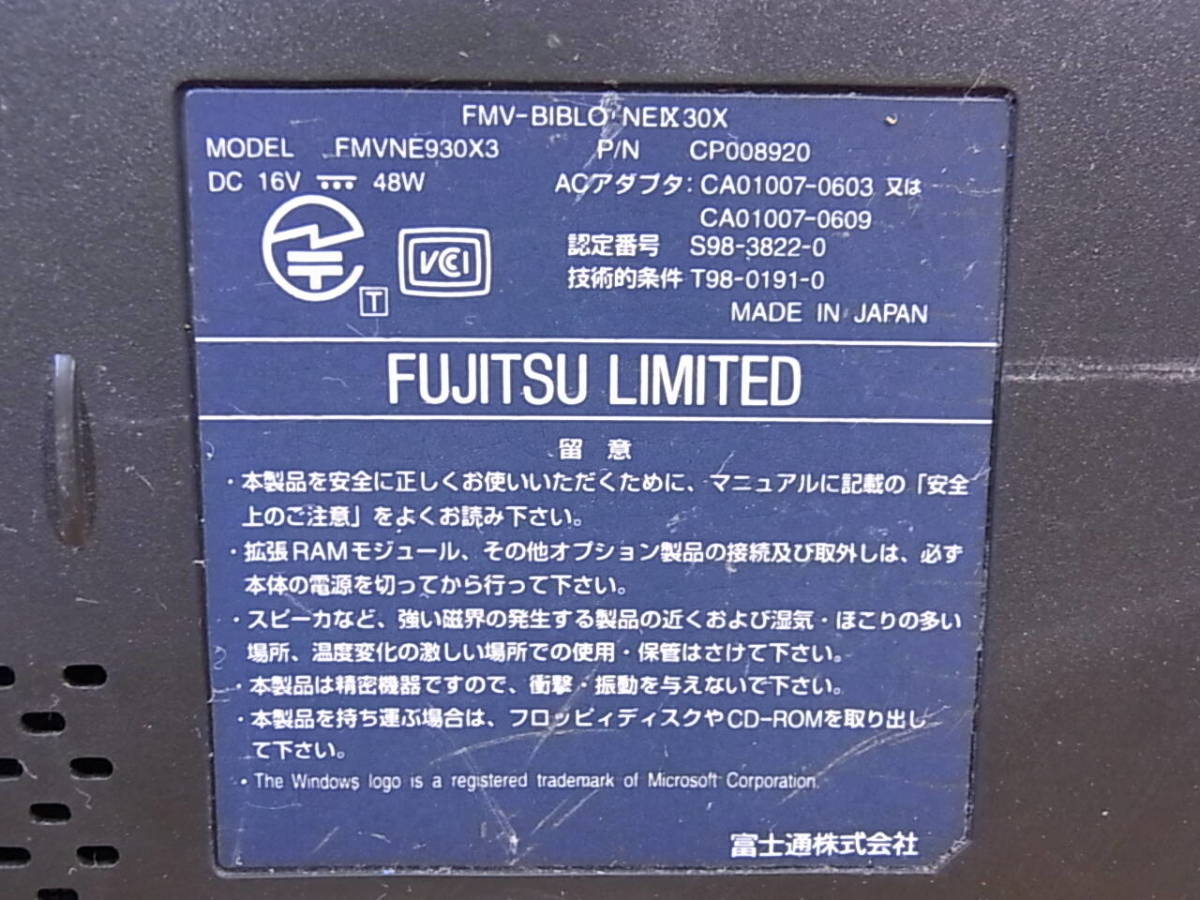 FMV-BIBLO NEⅨ30X
MODEL FMVNE930X3 P/N CP008920
DC 16V 48W ACアダプタ: CA01007-0603 又は
CA01007-0609
認定番号 S98-3822-0
VCCI
技術的条件 T98-0191-0
T
MADE IN JAPAN
FUJITSU LIMITED
留 意
・本製品を安全に正しくお使いいただくために、マニュアルに記載の「安全
上のご注意」をよくお読み下さい。
・拡張RAMモジュール、その他オプション製品の接続及び取外しは、必ず
本体の電源を切ってから行って下さい。
・スピーカなど、強い磁界の発生する製品の近くおよび湿気・ほこりの多い
場所、温度変化の激しい場所での使用・保管はさけて下さい。
・本製品は精密機器ですので、衝撃・振動を与えないで下さい。
・本製品を持ち運ぶ場合は、フロッピィディスクやCD-ROMを取り出し
て下さい。
・The Windows logo is a registered trademark of Microsoft Corporation.
富士通株式会社